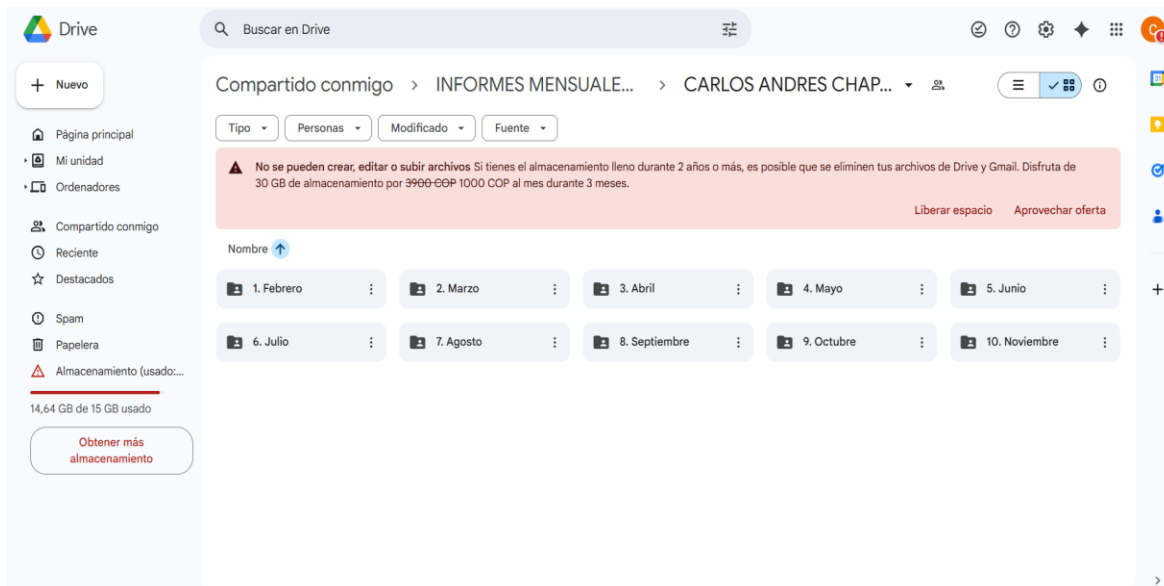 Drive
Buscar en Drive
Nuevo
Página principal
Mi unidad
Ordenadores
Compartido conmigo
Reciente
Destacados
Spam
Papelera
Almacenamiento (usado:...
14,64 GB de 15 GB usado
Obtener más
almacenamiento
Compartido conmigo > INFORMES MENSUALE... > CARLOS ANDRES CHAP...
Tipo Personas Modificado Fuente
No se pueden crear, editar o subir archivos Si tienes el almacenamiento lleno durante 2 años o más, es posible que se eliminen tus archivos de Drive y Gmail. Disfruta de
30 GB de almacenamiento por 3900 COP 1000 COP al mes durante 3 meses.
Liberar espacio Aprovechar oferta
Nombre
1. Febrero 2. Marzo 3. Abril 4. Mayo 5. Junio
6. Julio 7. Agosto 8. Septiembre 9. Octubre 10. Noviembre